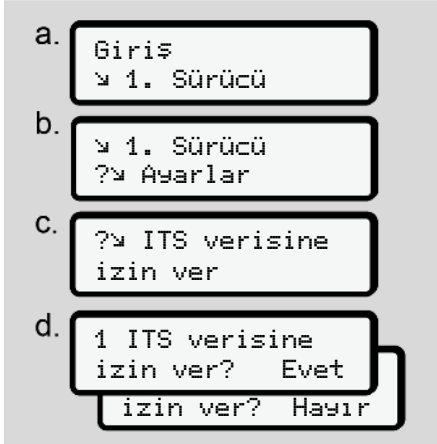 a.
Giriş
↘ 1. Sürücü
b.
↘ 1. Sürücü
?↘ Ayarlar
c.
?↘ ITS verisine
izin ver
d.
1 ITS verisine
izin ver? Evet
izin ver? Hayır